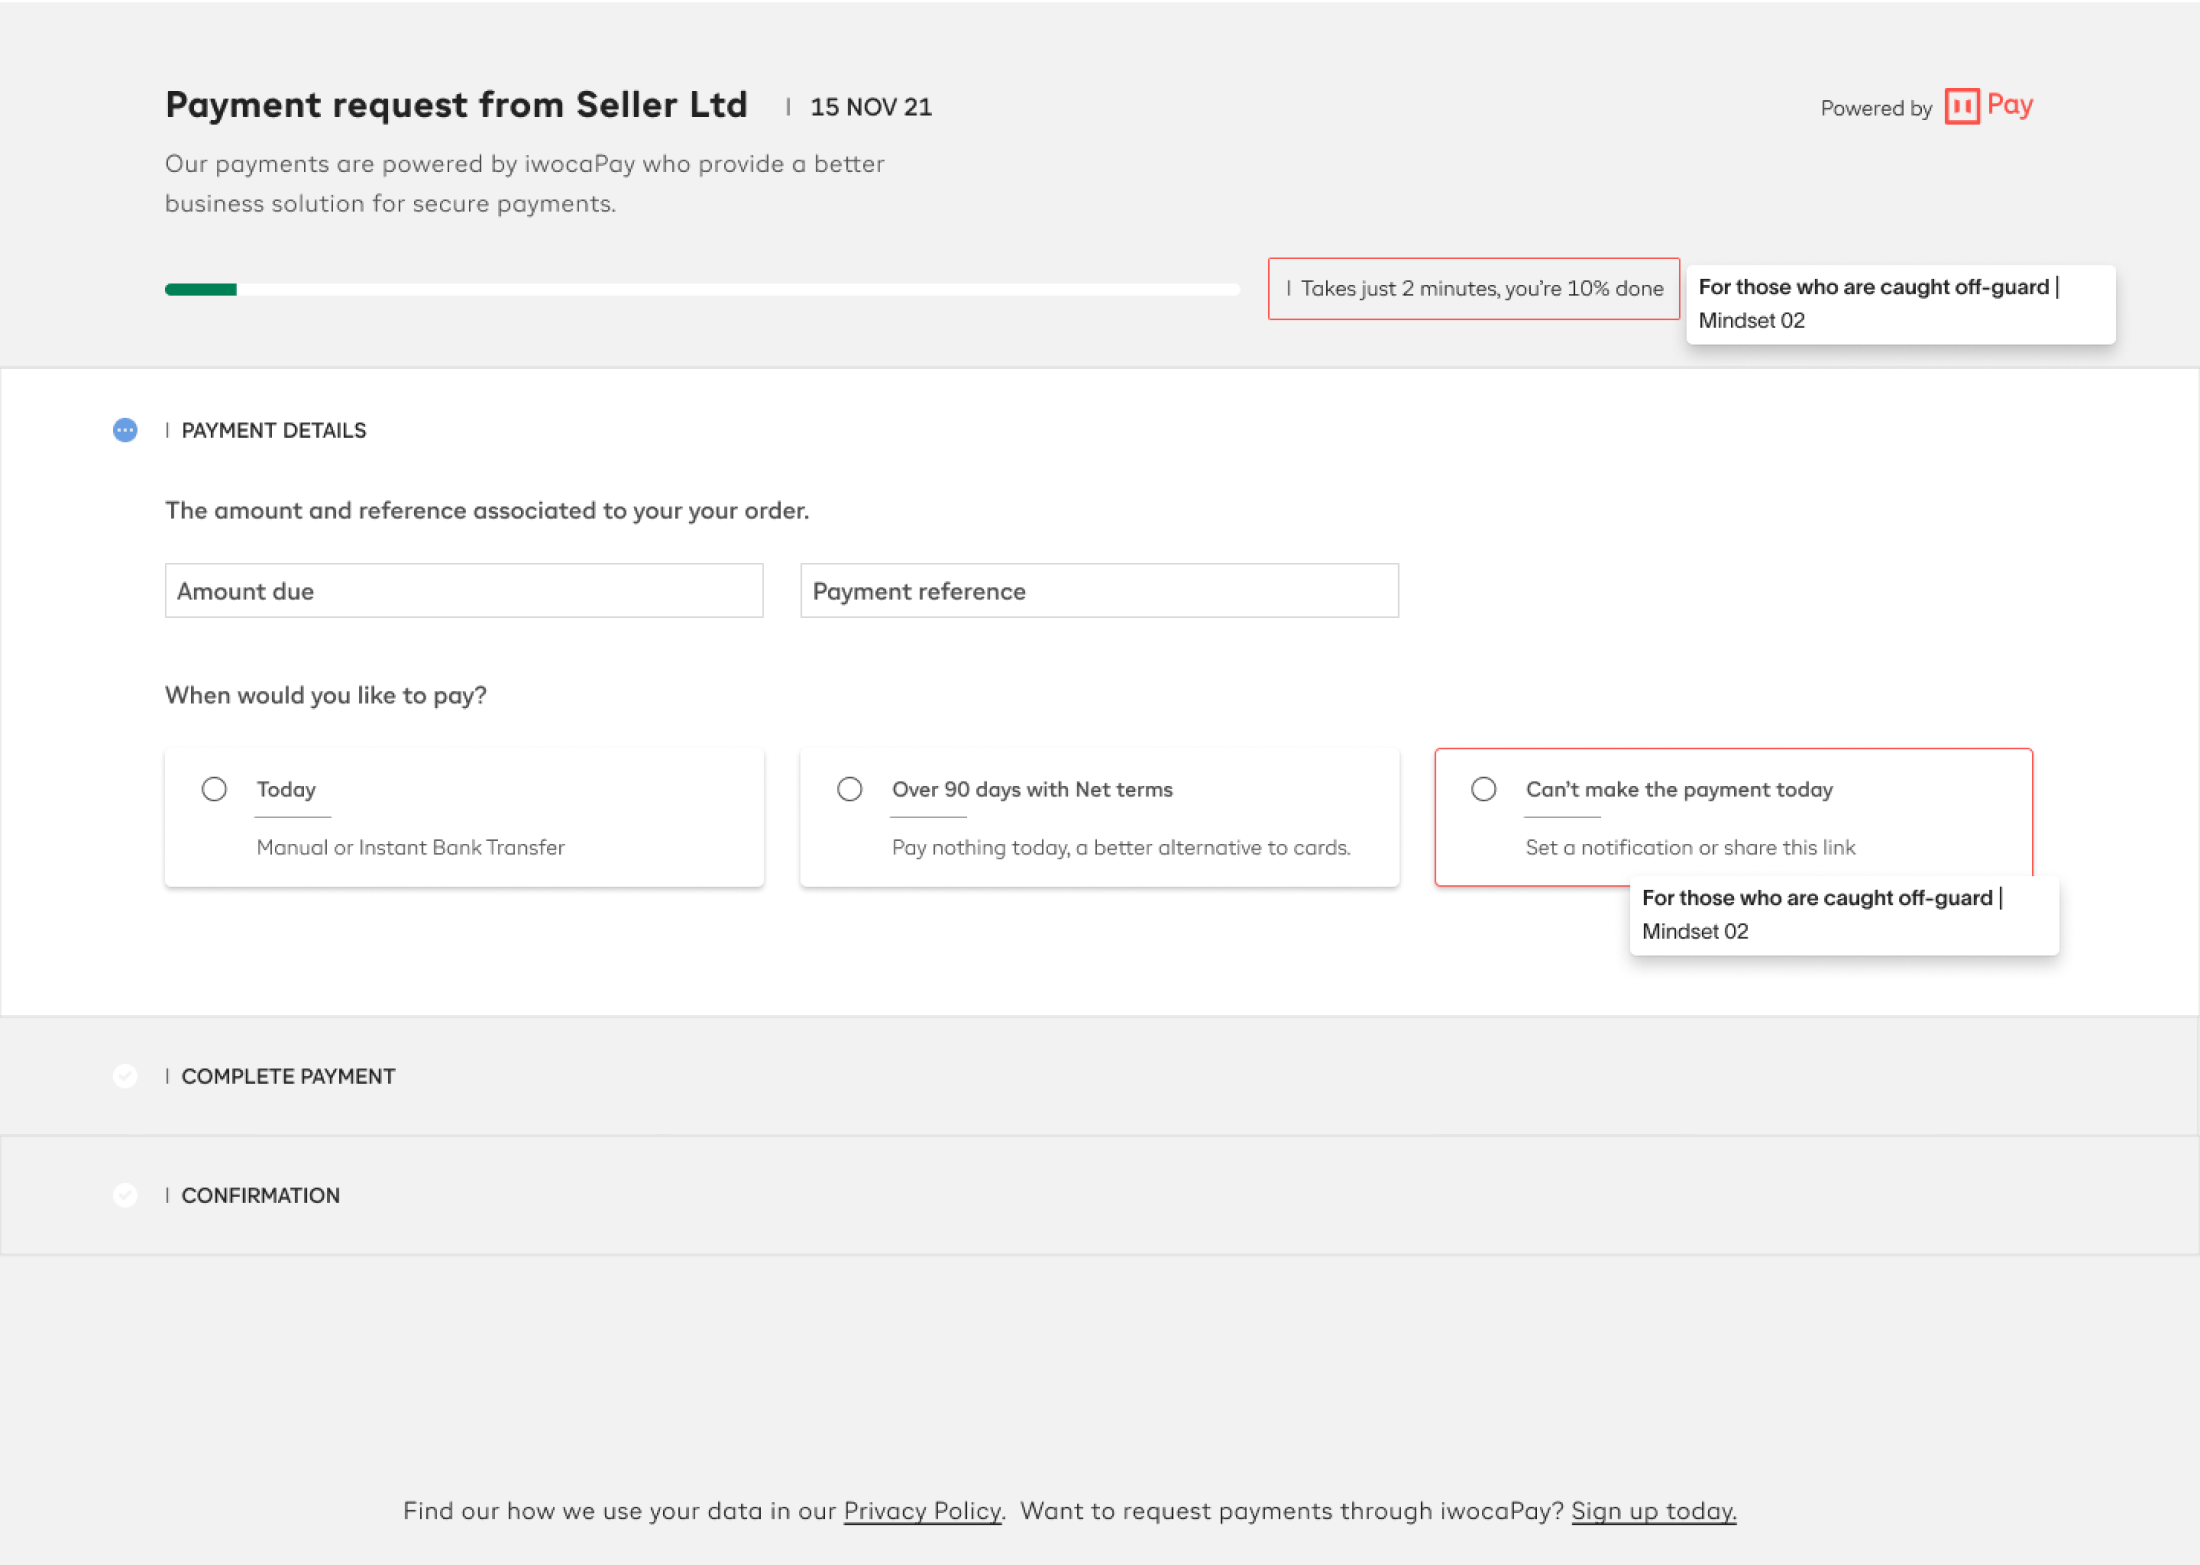 Payment request from Seller Ltd | 15 NOV 21
Powered by Pay
Our payments are powered by iwocaPay who provide a better
business solution for secure payments.
| Takes just 2 minutes, you're 10% done
For those who are caught off-guard |
Mindset 02
| PAYMENT DETAILS
The amount and reference associated to your your order.
Amount due
Payment reference
When would you like to pay?
Today
Manual or Instant Bank Transfer
Over 90 days with Net terms
Pay nothing today, a better alternative to cards.
Can't make the payment today
Set a notification or share this link
For those who are caught off-guard |
Mindset 02
| COMPLETE PAYMENT
| CONFIRMATION
Find our how we use your data in our Privacy Policy. Want to request payments through iwocaPay? Sign up today.